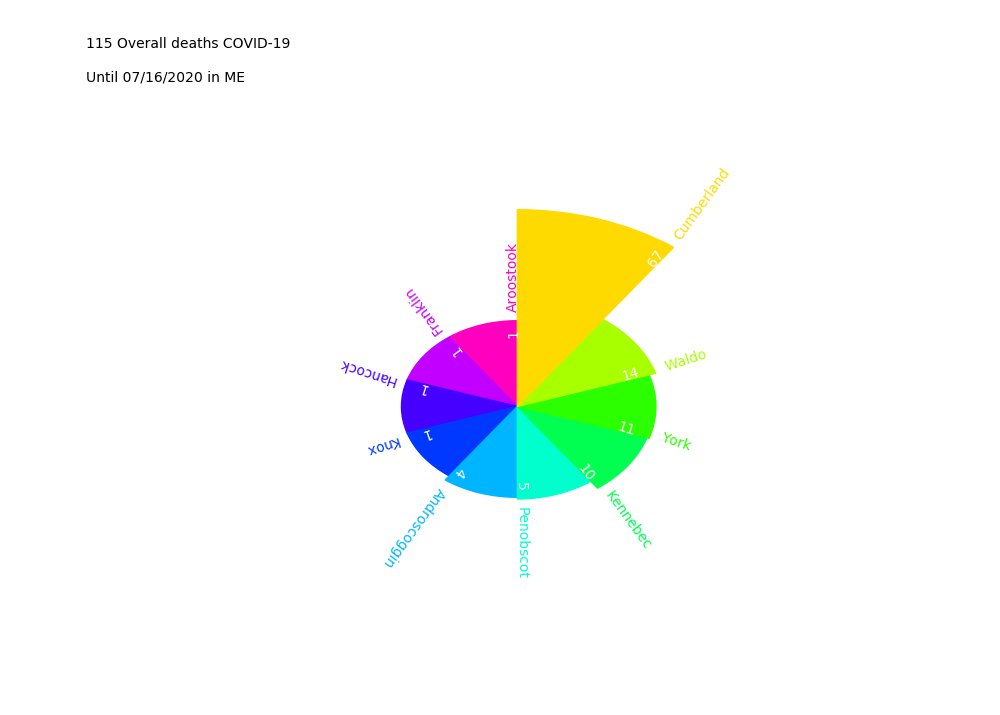 115 Overall deaths COVID-19
Until 07/16/2020 in ME
Cumberland
67
Waldo
14
York
11
Kennebec
10
Penobscot
5
Androscoggin
4
Knox
1
Hancock
1
Franklin
1
Aroostook
1